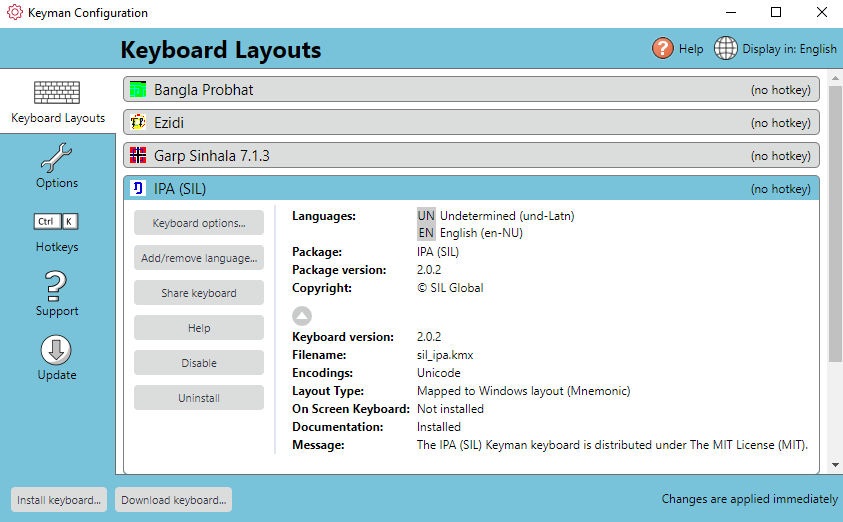 Keyman Configuration
Keyboard Layouts
Help
Display in: English
Keyboard Layouts
Options
Ctrl K
Hotkeys
Support
Update
Bangla Probhat (no hotkey)
Ezidi (no hotkey)
Garp Sinhala 7.1.3 (no hotkey)
IPA (SIL) (no hotkey)
Keyboard options...
Add/remove language...
Share keyboard
Help
Disable
Uninstall
Languages: UN Undetermined (und-Latn)
EN English (en-NU)
Package: IPA (SIL)
Package version: 2.0.2
Copyright: © SIL Global
Keyboard version: 2.0.2
Filename: sil_ipa.kmx
Encodings: Unicode
Layout Type: Mapped to Windows layout (Mnemonic)
On Screen Keyboard: Not installed
Documentation: Installed
Message: The IPA (SIL) Keyman keyboard is distributed under The MIT License (MIT).
Install keyboard...
Download keyboard...
Changes are applied immediately